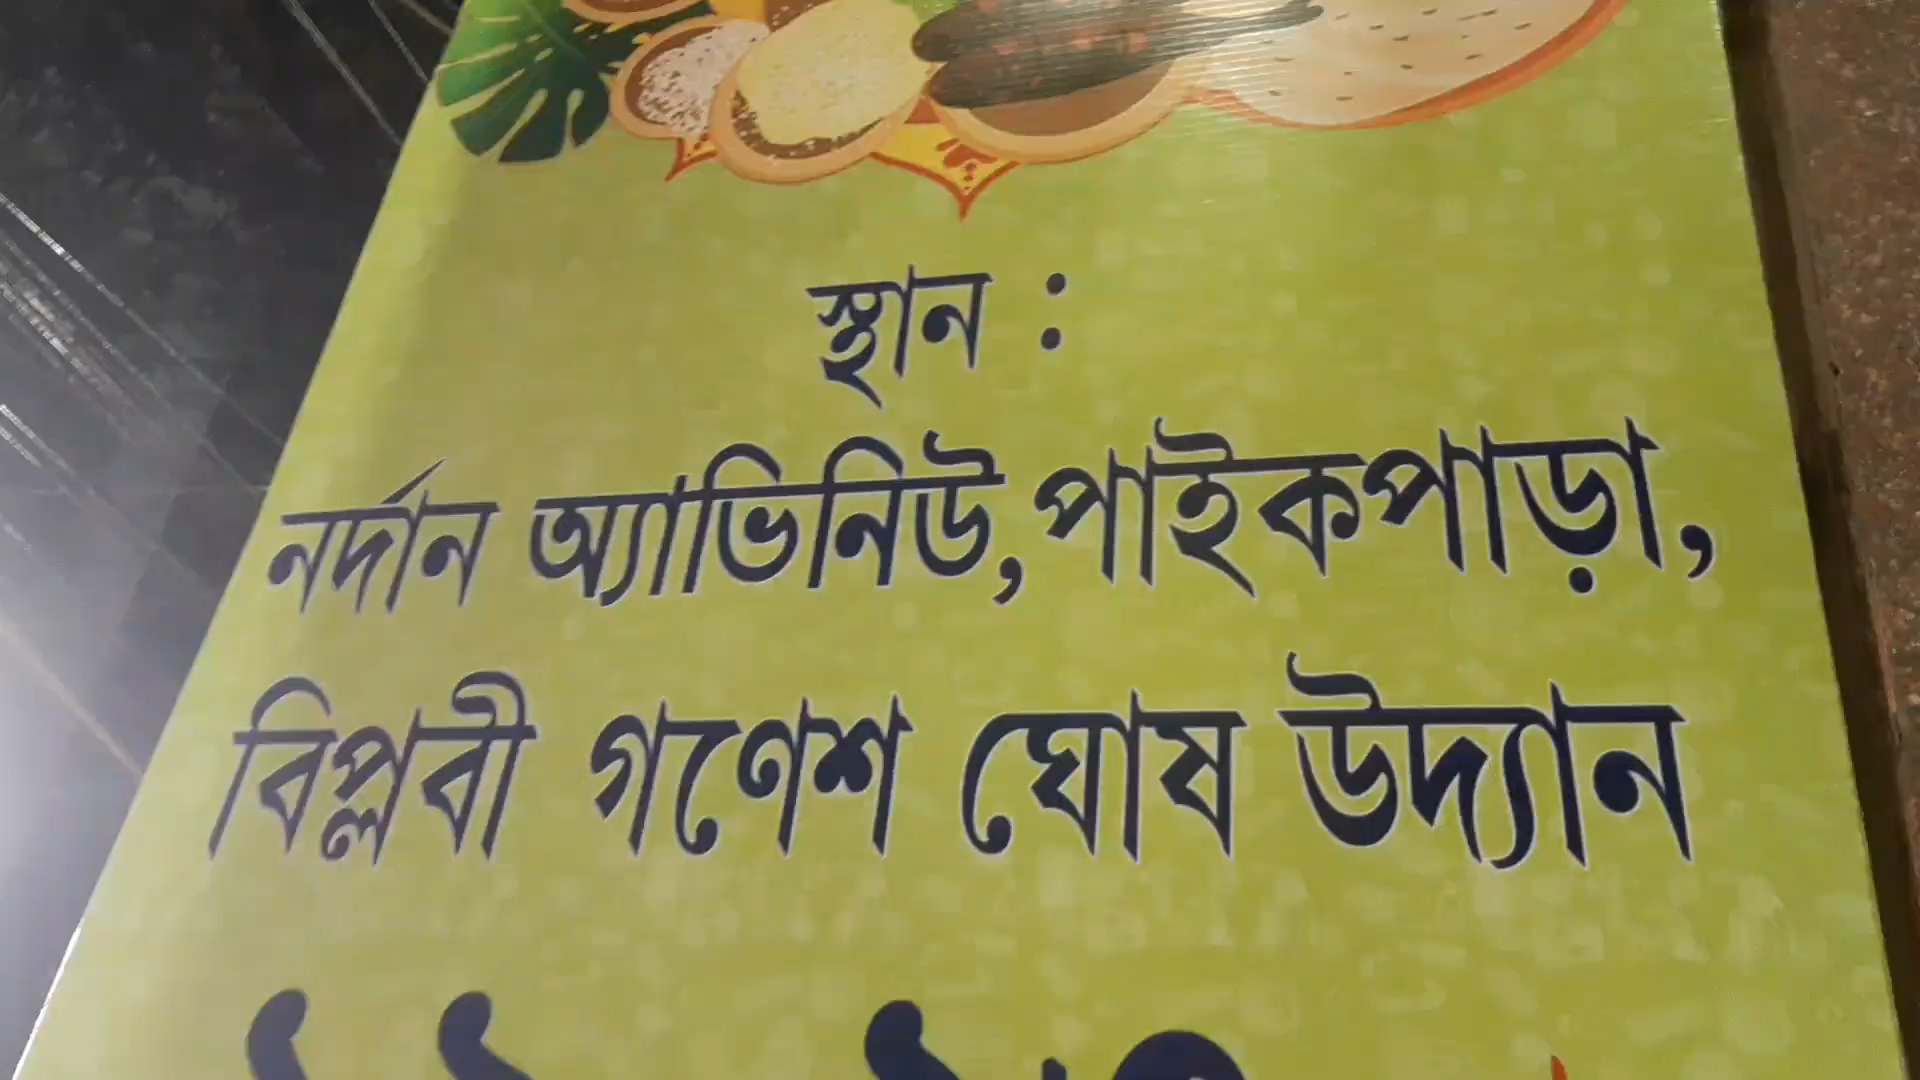 স্থান :
নর্দান অ্যাভিনিউ, পাইকপাড়া,
বিপ্লবী গণেশ ঘোষ উদ্যান